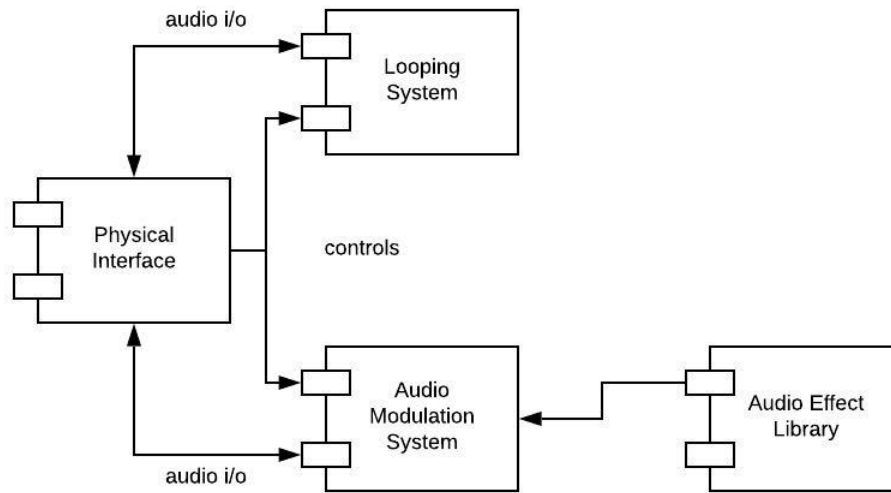 audio i/o
Looping
System
Physical
Interface
controls
Audio
Modulation
System
Audio Effect
Library
audio i/o